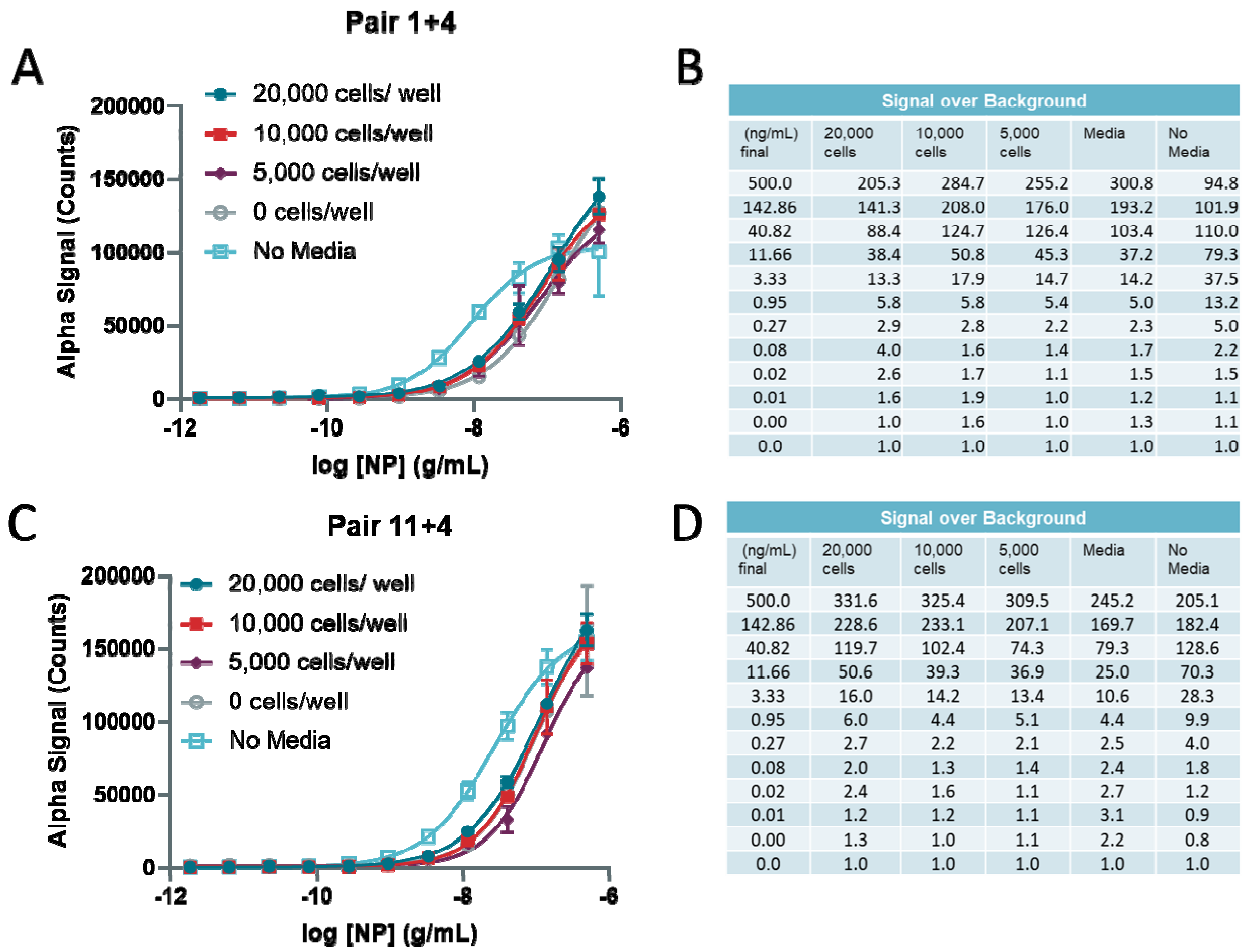 Pair 1+4
A
20,000 cells/ well
10,000 cells/well
5,000 cells/well
0 cells/well
No Media
200000
150000
100000
50000
0
Alpha Signal (Counts)
-12
-10
-8
-6
log [NP] (g/mL)
B
Signal over Background
(ng/mL) final 20,000 cells 10,000 cells 5,000 cells Media No Media
500.0 205.3 284.7 255.2 300.8 94.8
142.86 141.3 208.0 176.0 193.2 101.9
40.82 88.4 124.7 126.4 103.4 110.0
11.66 38.4 50.8 45.3 37.2 79.3
3.33 13.3 17.9 14.7 14.2 37.5
0.95 5.8 5.8 5.4 5.0 13.2
0.27 2.9 2.8 2.2 2.3 5.0
0.08 4.0 1.6 1.4 1.7 2.2
0.02 2.6 1.7 1.1 1.5 1.5
0.01 1.6 1.9 1.0 1.2 1.1
0.00 1.0 1.6 1.0 1.3 1.1
0.0 1.0 1.0 1.0 1.0 1.0
C
Pair 11+4
20,000 cells/ well
10,000 cells/well
5,000 cells/well
0 cells/well
No Media
200000
150000
100000
50000
0
Alpha Signal (Counts)
-12
-10
-8
-6
log [NP] (g/mL)
D
Signal over Background
(ng/mL) final 20,000 cells 10,000 cells 5,000 cells Media No Media
500.0 331.6 325.4 309.5 245.2 205.1
142.86 228.6 233.1 207.1 169.7 182.4
40.82 119.7 102.4 74.3 79.3 128.6
11.66 50.6 39.3 36.9 25.0 70.3
3.33 16.0 14.2 13.4 10.6 28.3
0.95 6.0 4.4 5.1 4.4 9.9
0.27 2.7 2.2 2.1 2.5 4.0
0.08 2.0 1.3 1.4 2.4 1.8
0.02 2.4 1.6 1.1 2.7 1.2
0.01 1.2 1.2 1.1 3.1 0.9
0.00 1.3 1.0 1.1 2.2 0.8
0.0 1.0 1.0 1.0 1.0 1.0